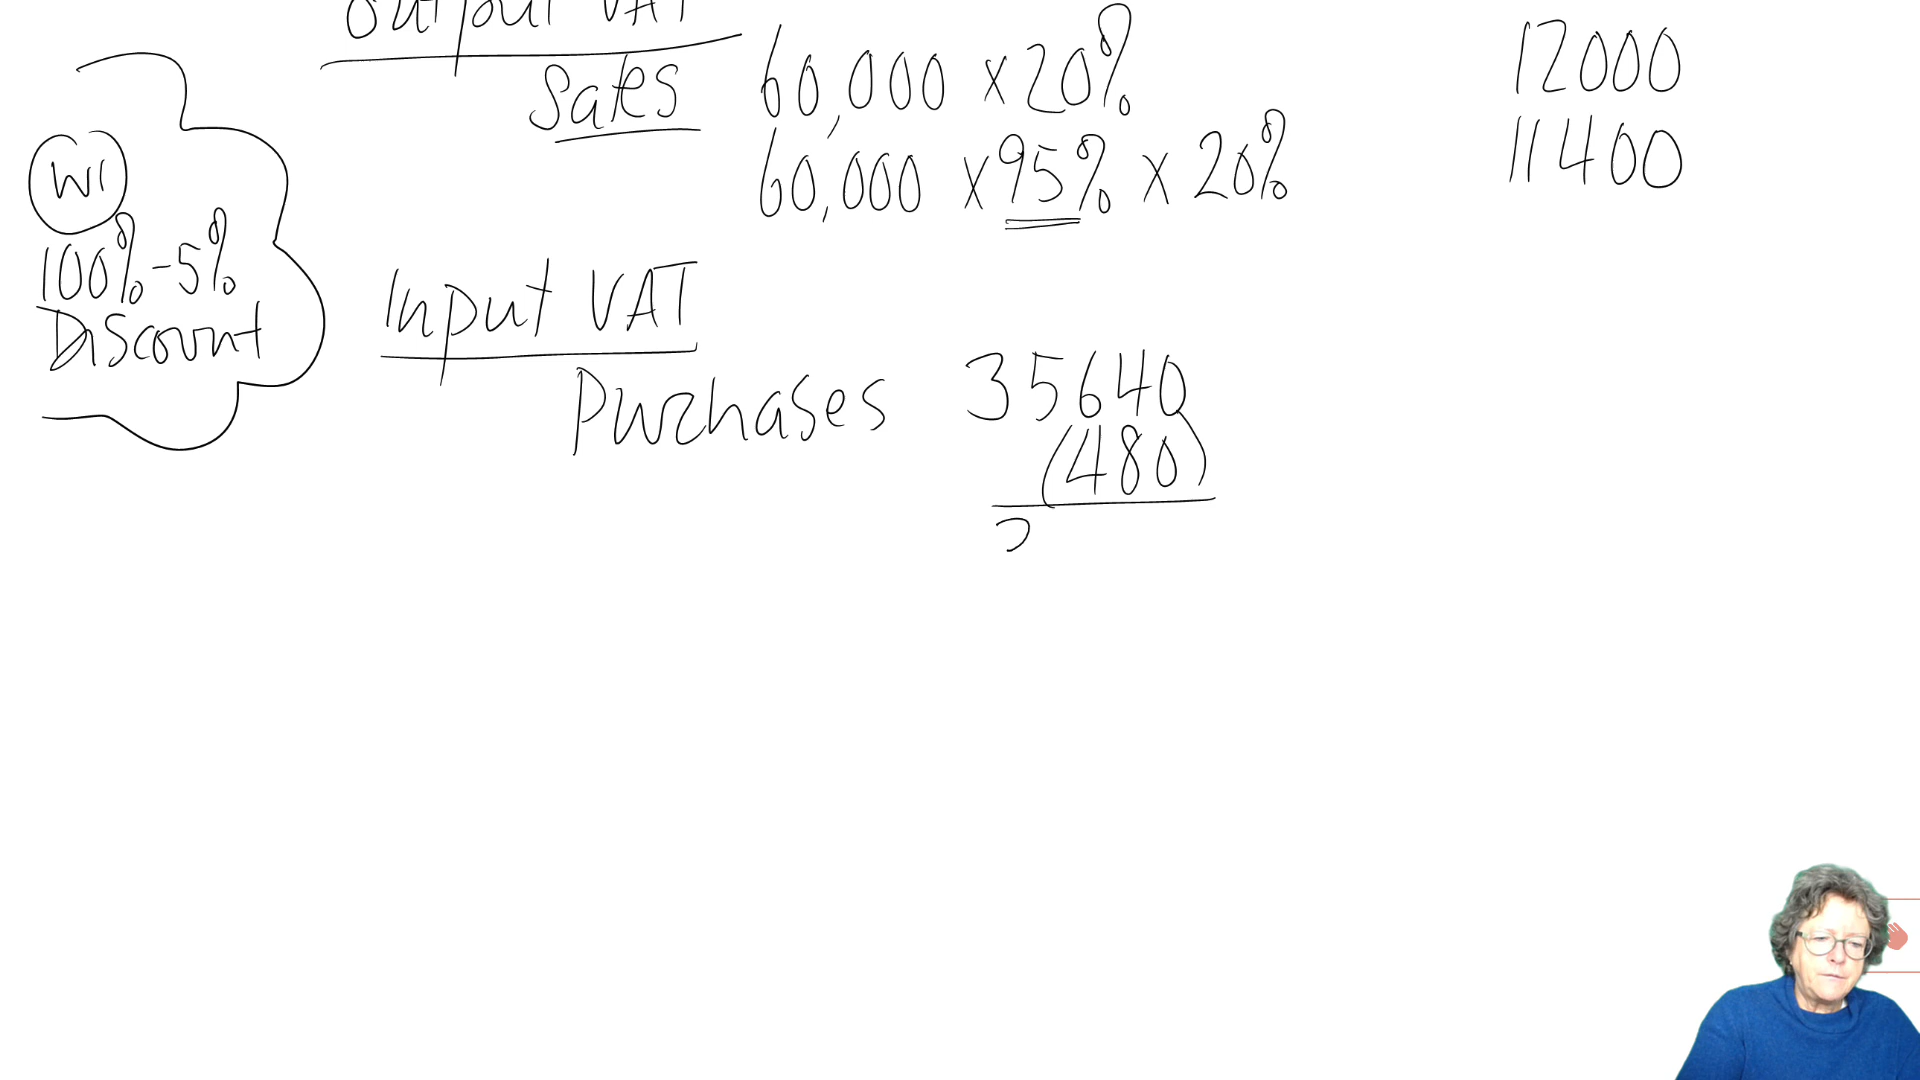 Output VAT
Sales 60,000 x 20% 12000
60,000 x 95% x 20% 11400
W1
100% - 5%
Discount
Input VAT
Purchases 35640
(480)
3